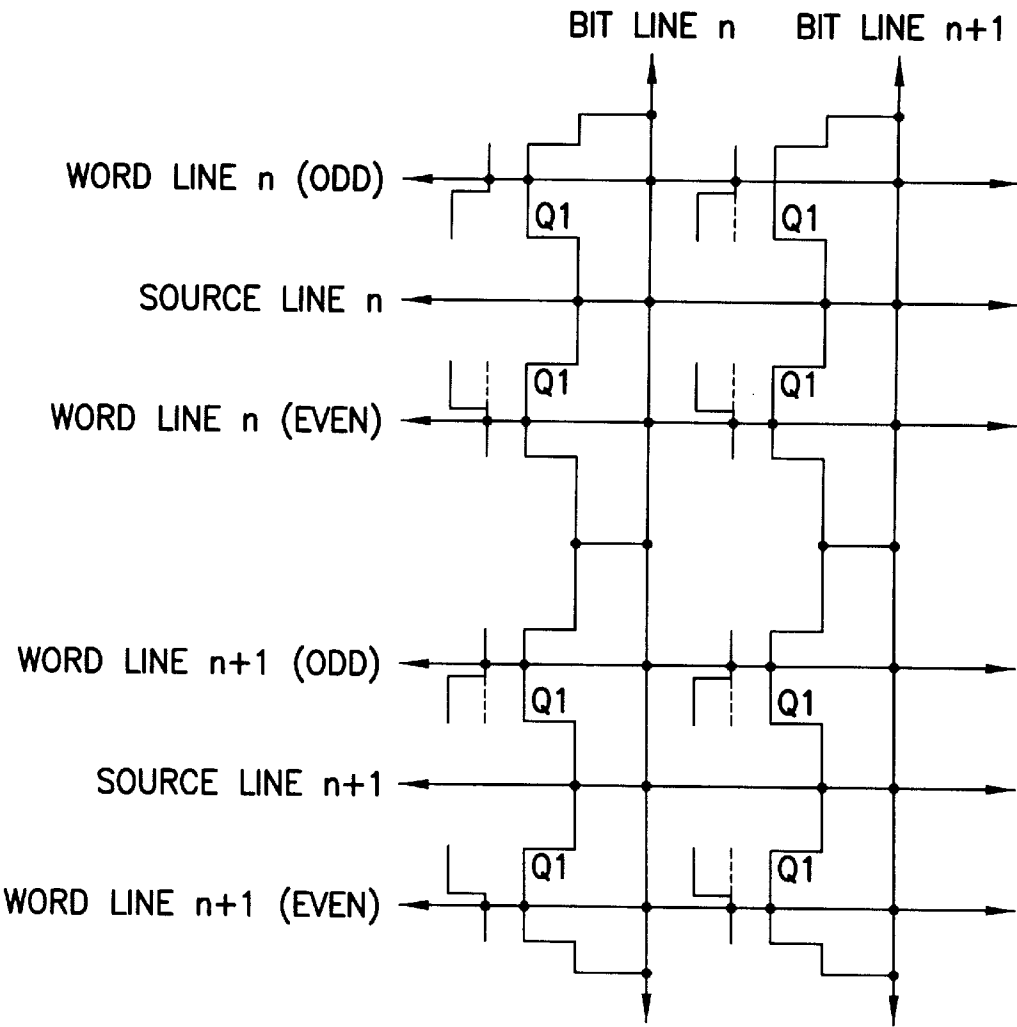 BIT LINE n BIT LINE n+1
WORD LINE n (ODD)
Q1 Q1
SOURCE LINE n
Q1 Q1
WORD LINE n (EVEN)
WORD LINE n+1 (ODD)
Q1 Q1
SOURCE LINE n+1
Q1 Q1
WORD LINE n+1 (EVEN)